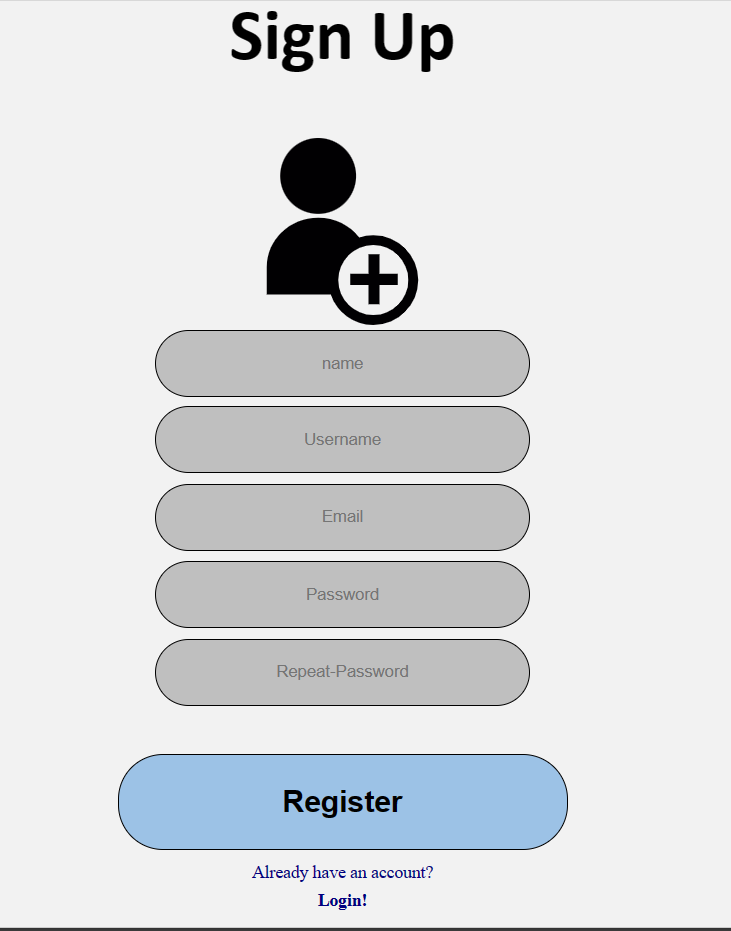 Sign Up
name
Username
Email
Password
Repeat-Password
Register
Already have an account?
Login!